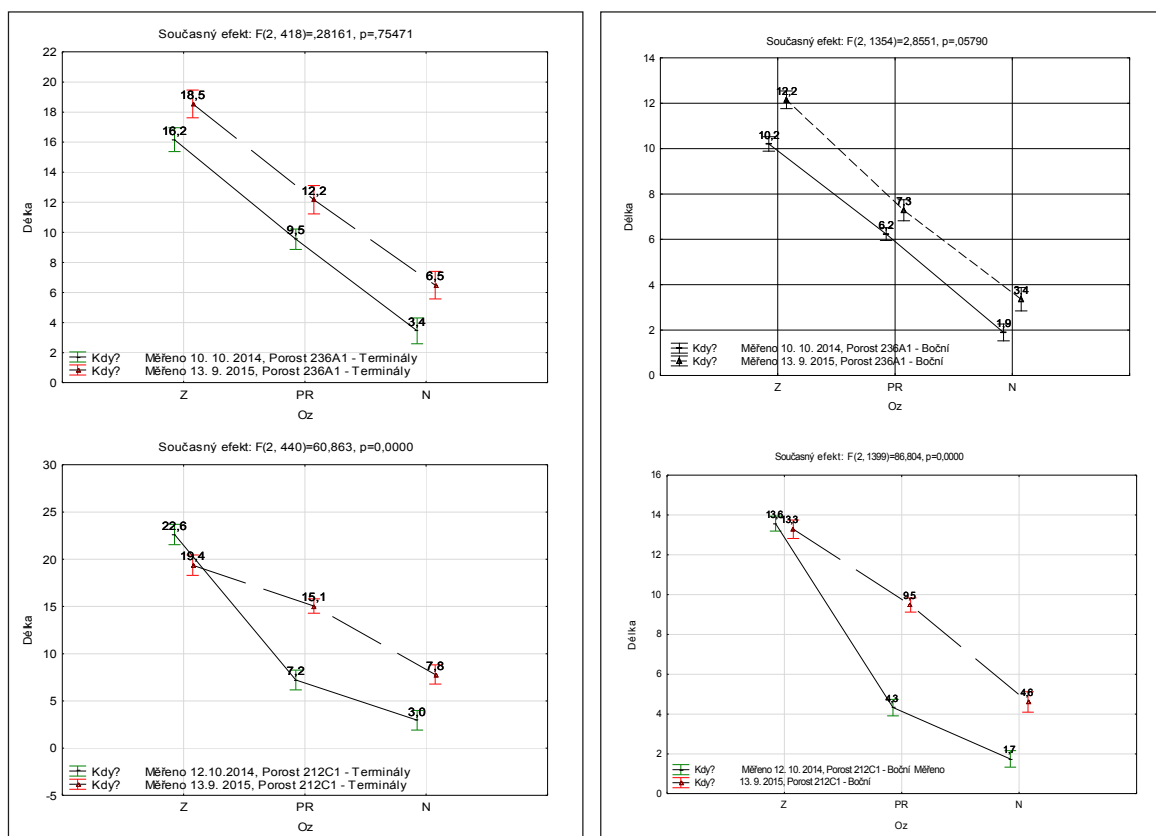 Současný efekt: F(2, 418)=,28161, p=,75471
22
20
18
16
14
12
10
8
6
4
2
0
Délka
18,5
16,2
12,2
9,5
6,5
3,4
Kdy? Měřeno 10. 10. 2014, Porost 236A1 - Terminály
Kdy? Měřeno 13. 9. 2015, Porost 236A1 - Terminály
Z PR N
Oz
Současný efekt: F(2, 1354)=2,8551, p=,05790
14
12
10
8
6
4
2
0
Délka
12,2
10,2
7,3
6,2
3,4
1,9
Kdy? Měřeno 10. 10. 2014, Porost 236A1 - Boční
Kdy? Měřeno 13. 9. 2015, Porost 236A1 - Boční
Z PR N
Oz
Současný efekt: F(2, 440)=60,863, p=0,0000
30
25
20
15
10
5
0
-5
Délka
22,6
19,4
15,1
7,2
7,8
3,0
Kdy? Měřeno 12.10.2014, Porost 212C1 - Terminály
Kdy? Měřeno 13.9. 2015, Porost 212C1 - Terminály
Z PR N
Oz
Současný efekt: F(2, 1399)=86,804, p=0,0000
16
14
12
10
8
6
4
2
0
Délka
13,6
13,3
9,5
4,3
4,6
1,7
Kdy? Měřeno 12. 10. 2014, Porost 212C1 - Boční Měřeno
Kdy? 13.9. 2015, Porost 212C1 - Boční
Z PR N
Oz